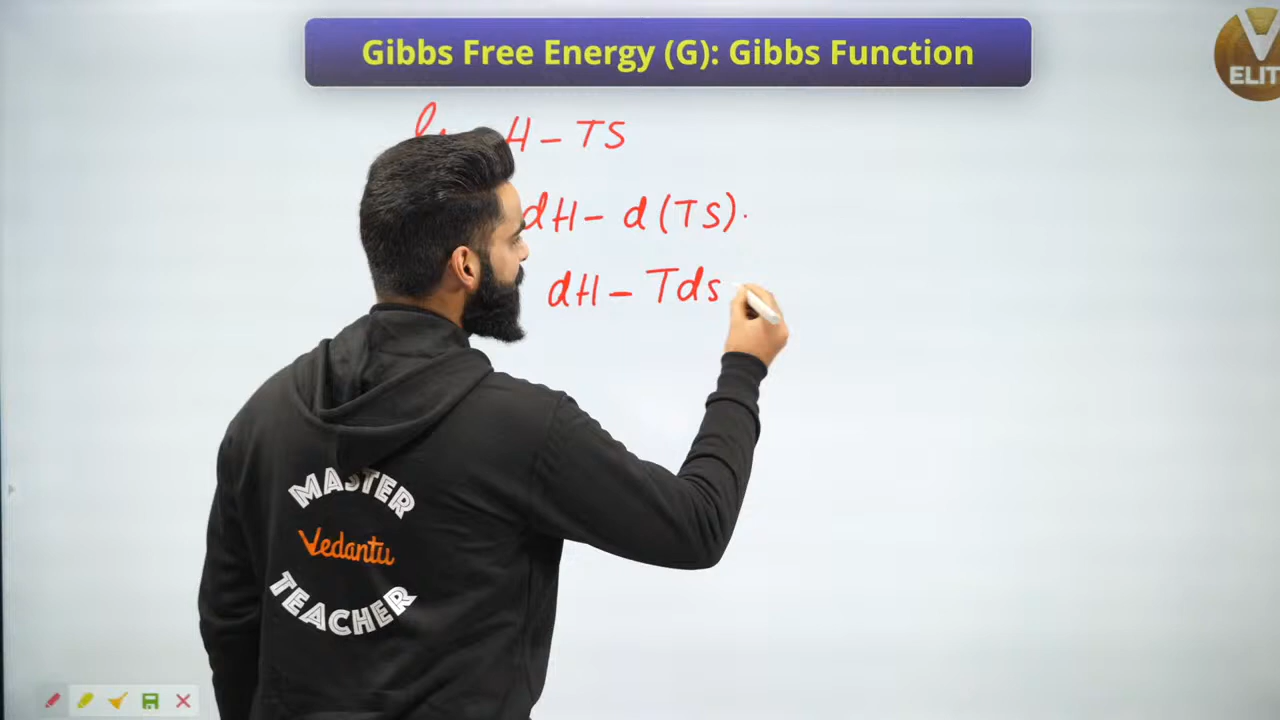 Gibbs Free Energy (G): Gibbs Function
ELIT
H - TS
dH - d(TS).
dH - Tds
MASTER
Vedantu
TEACHER